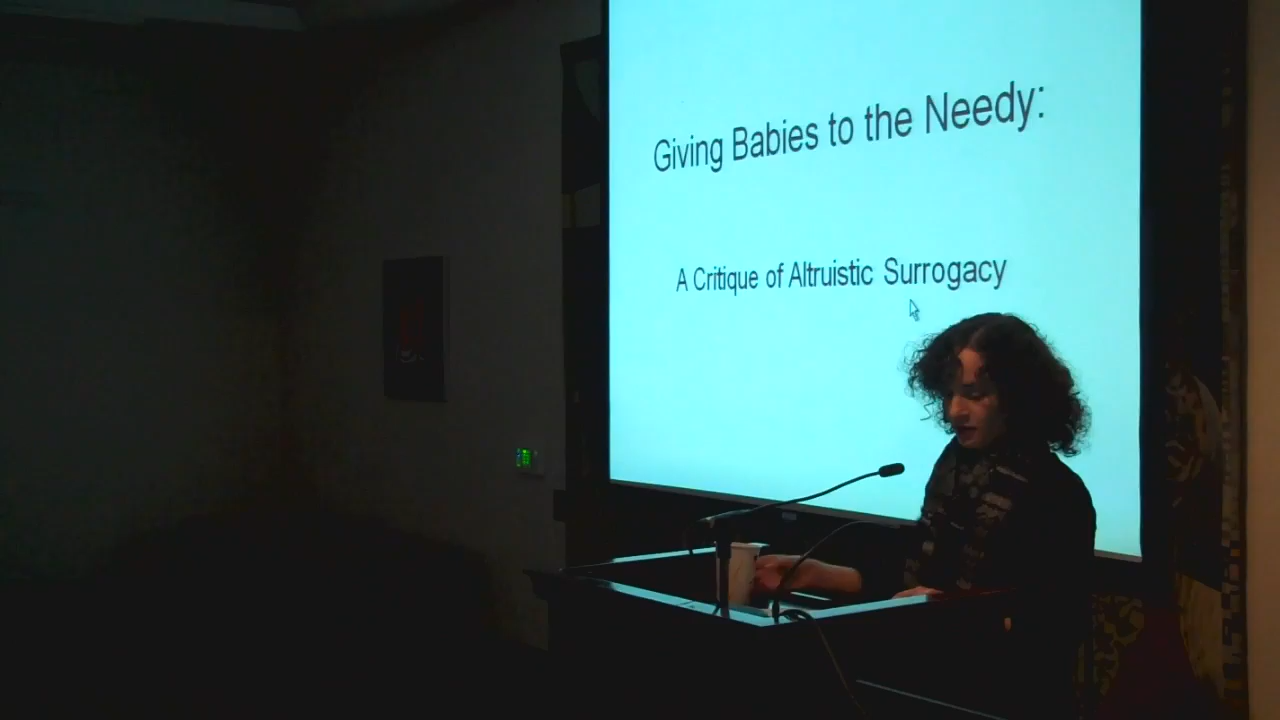 Giving Babies to the Needy:
A Critique of Altruistic Surrogacy